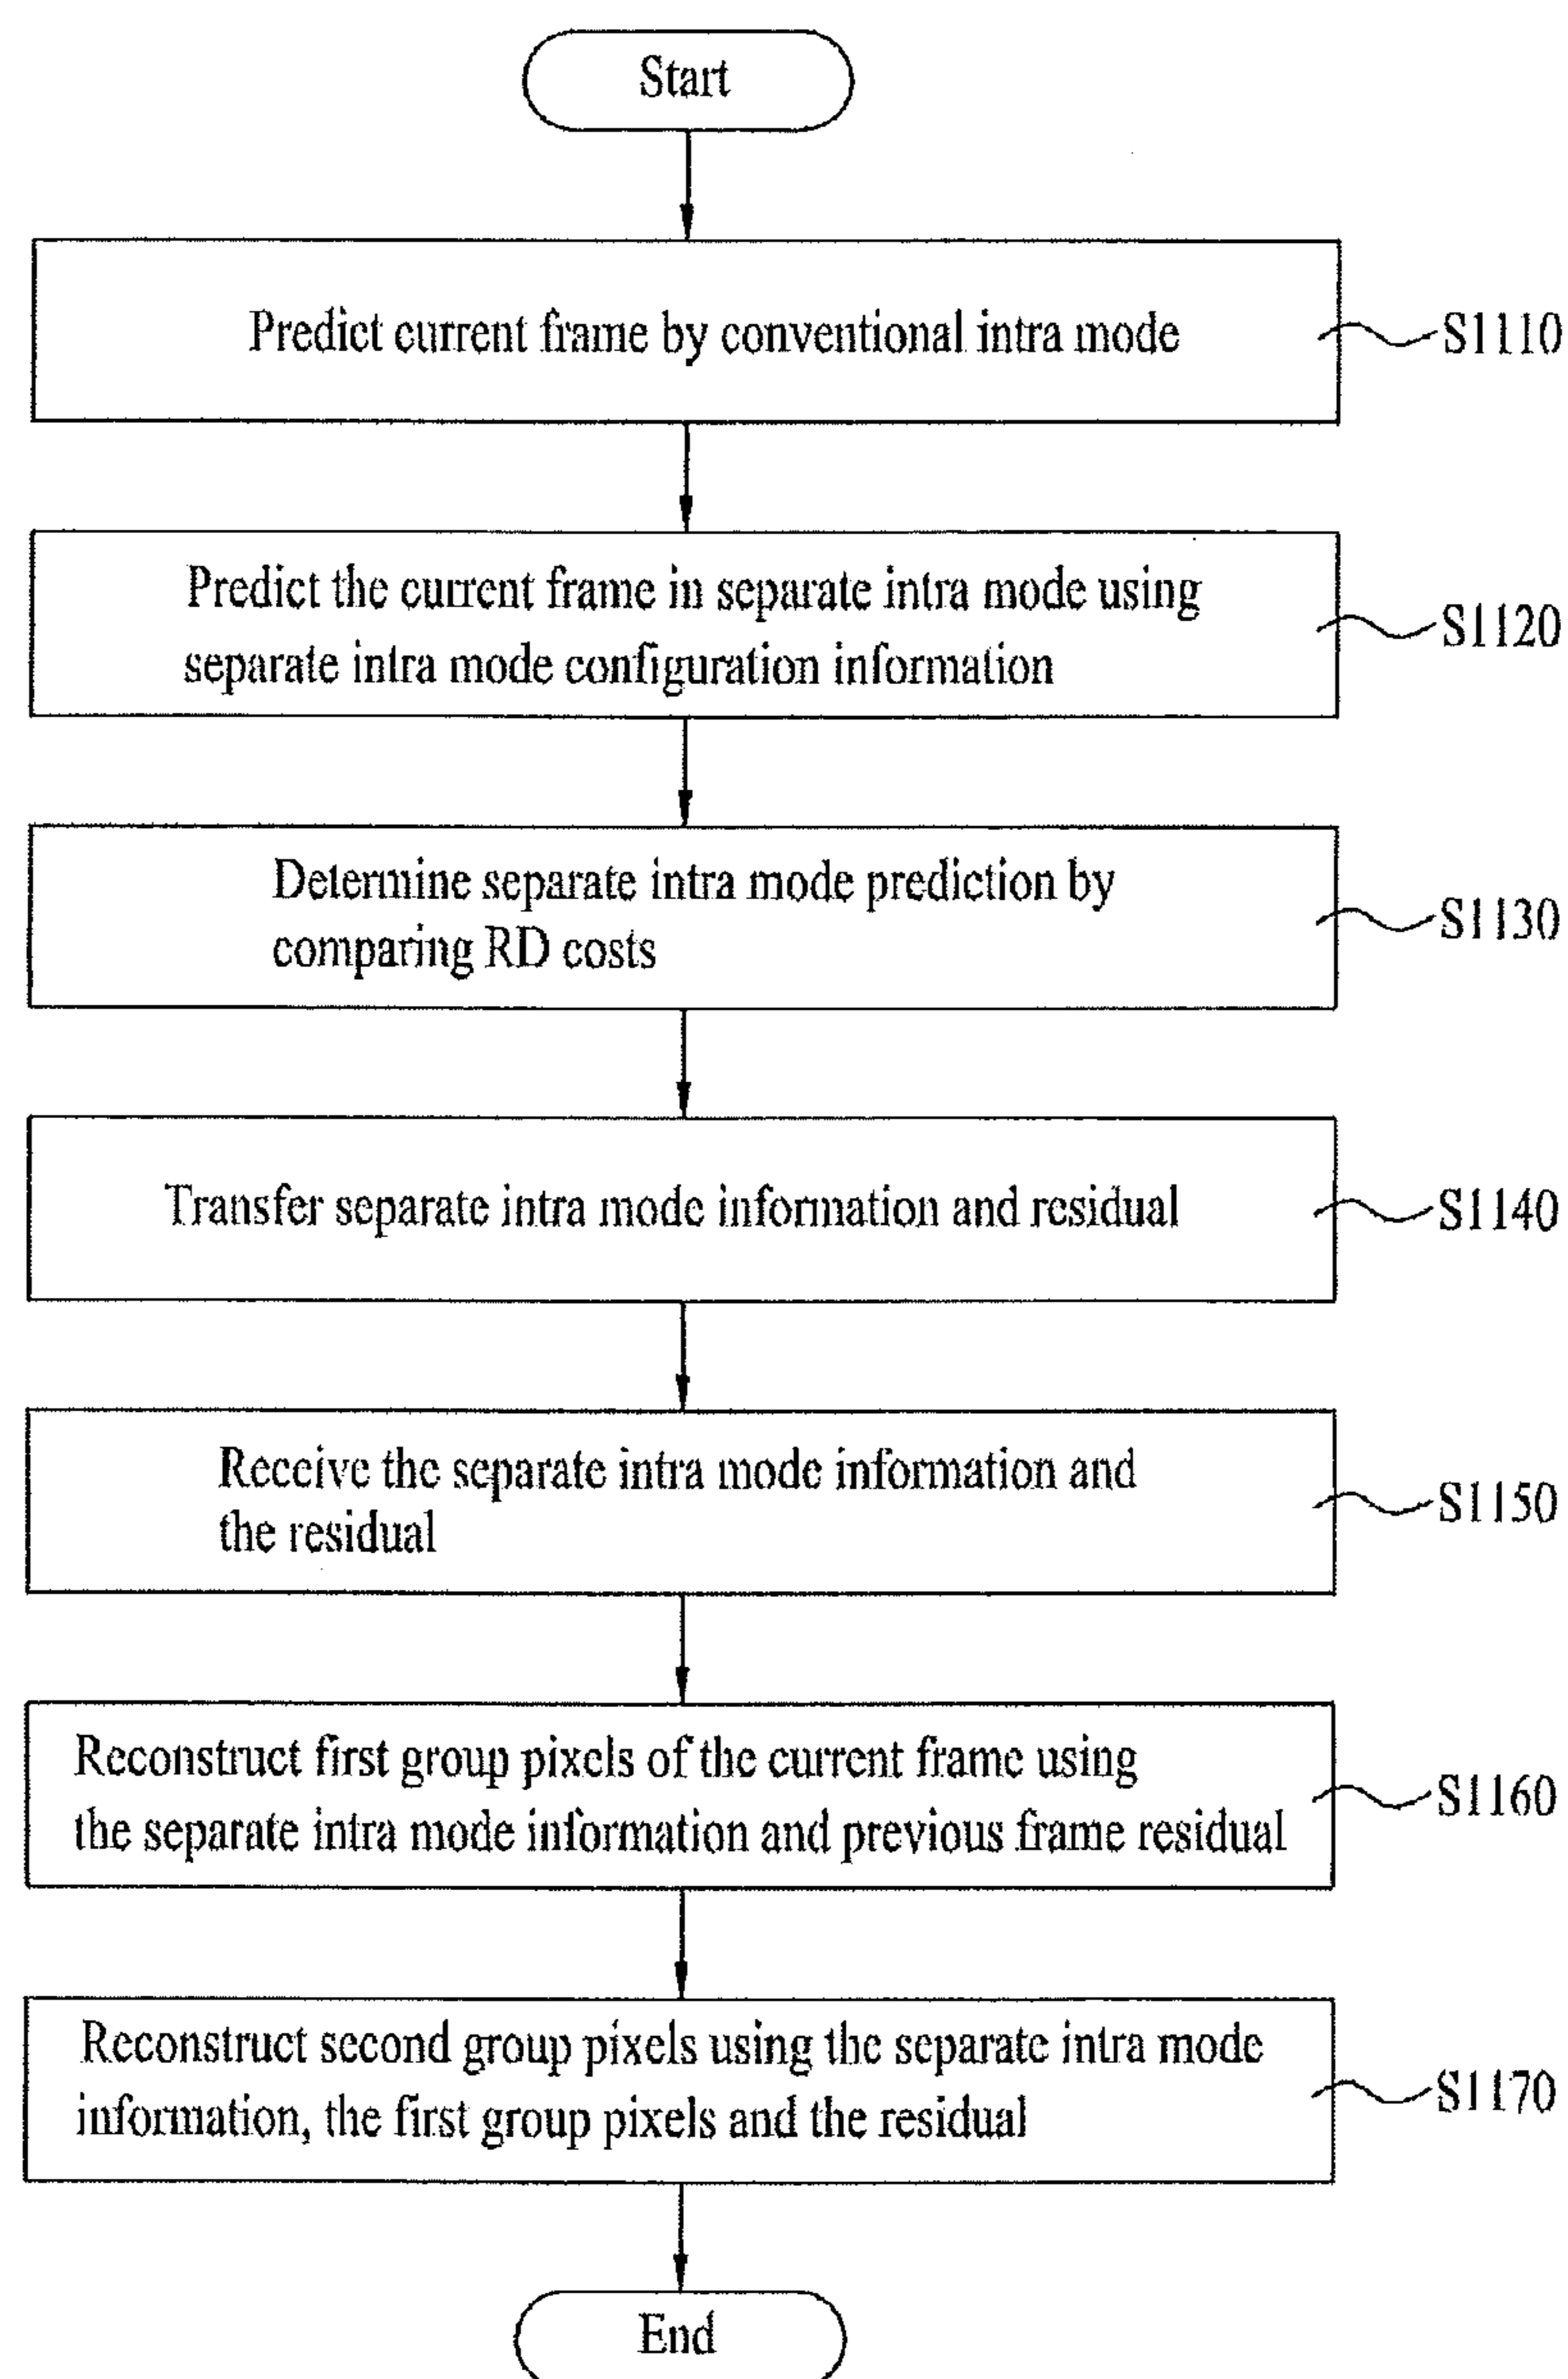 Start
Predict current frame by conventional intra mode
S1110
Predict the current frame in separate intra mode using
separate intra mode configuration information
S1120
Determine separate intra mode prediction by
comparing RD costs
S1130
Transfer separate intra mode information and residual
S1140
Receive the separate intra mode information and
the residual
S1150
Reconstruct first group pixels of the current frame using
the separate intra mode information and previous frame residual
S1160
Reconstruct second group pixels using the separate intra mode
information, the first group pixels and the residual
S1170
End